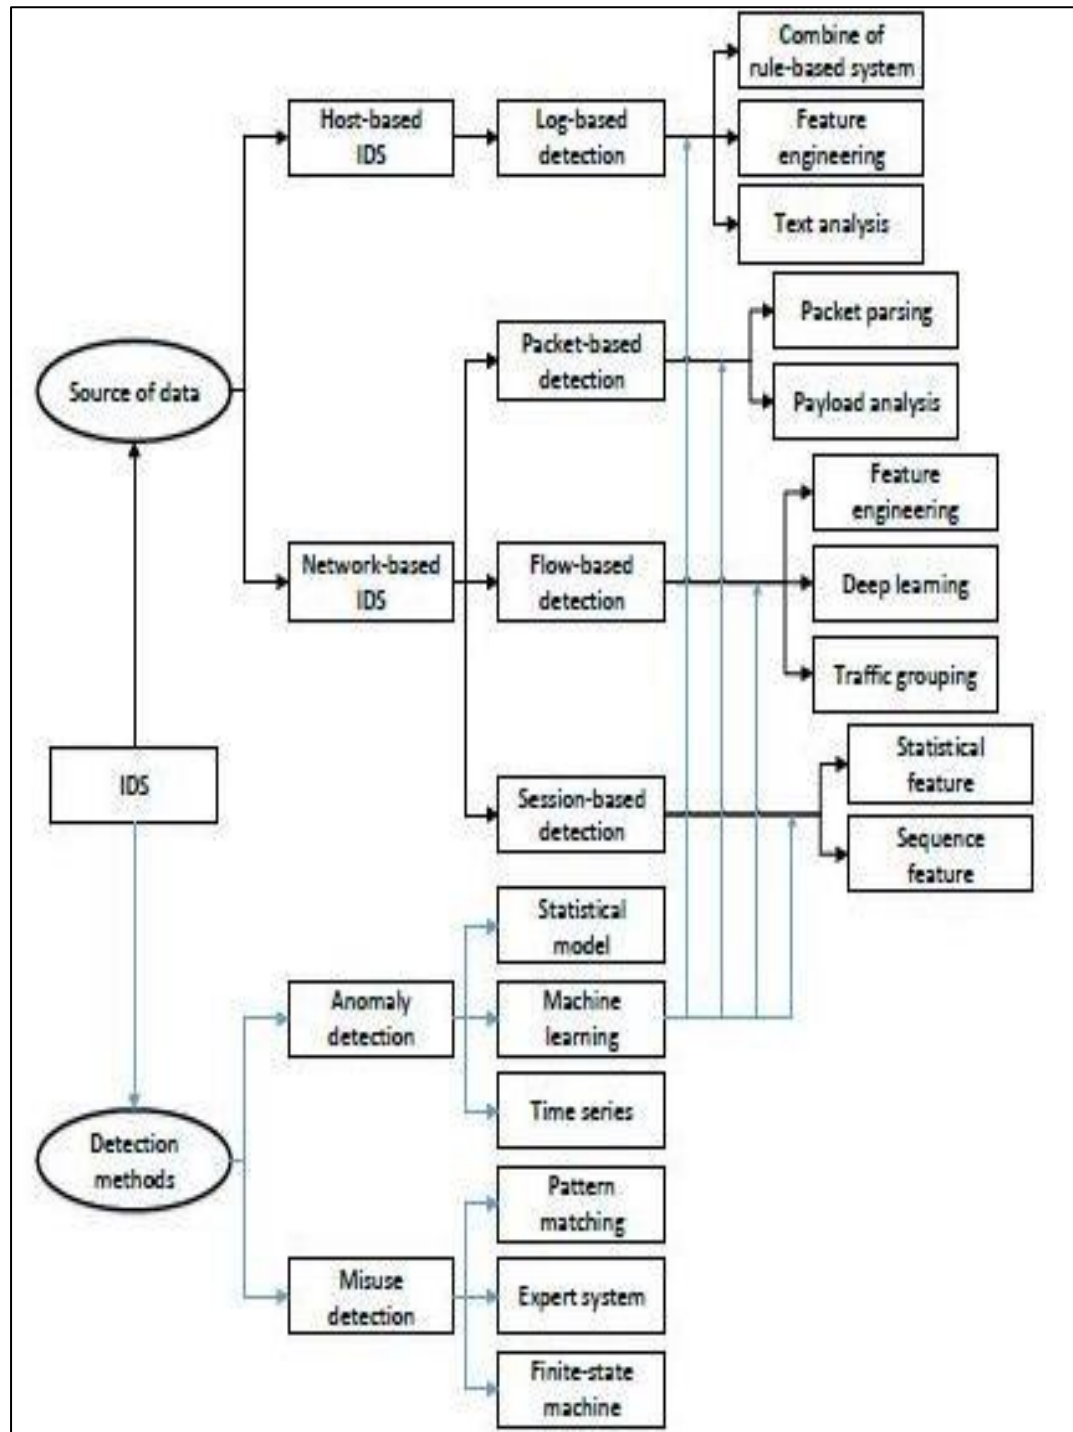 Combine of
rule-based system
Host-based
IDS
Log-based
detection
Feature
engineering
Text analysis
Packet parsing
Packet-based
detection
Source of data
Payload analysis
Feature
engineering
Network-based
IDS
Flow-based
detection
Deep learning
Traffic grouping
Statistical
feature
IDS
Session-based
detection
Sequence
feature
Statistical
model
Anomaly
detection
Machine
learning
Time series
Detection
methods
Pattern
matching
Misuse
detection
Expert system
Finite-state
machine